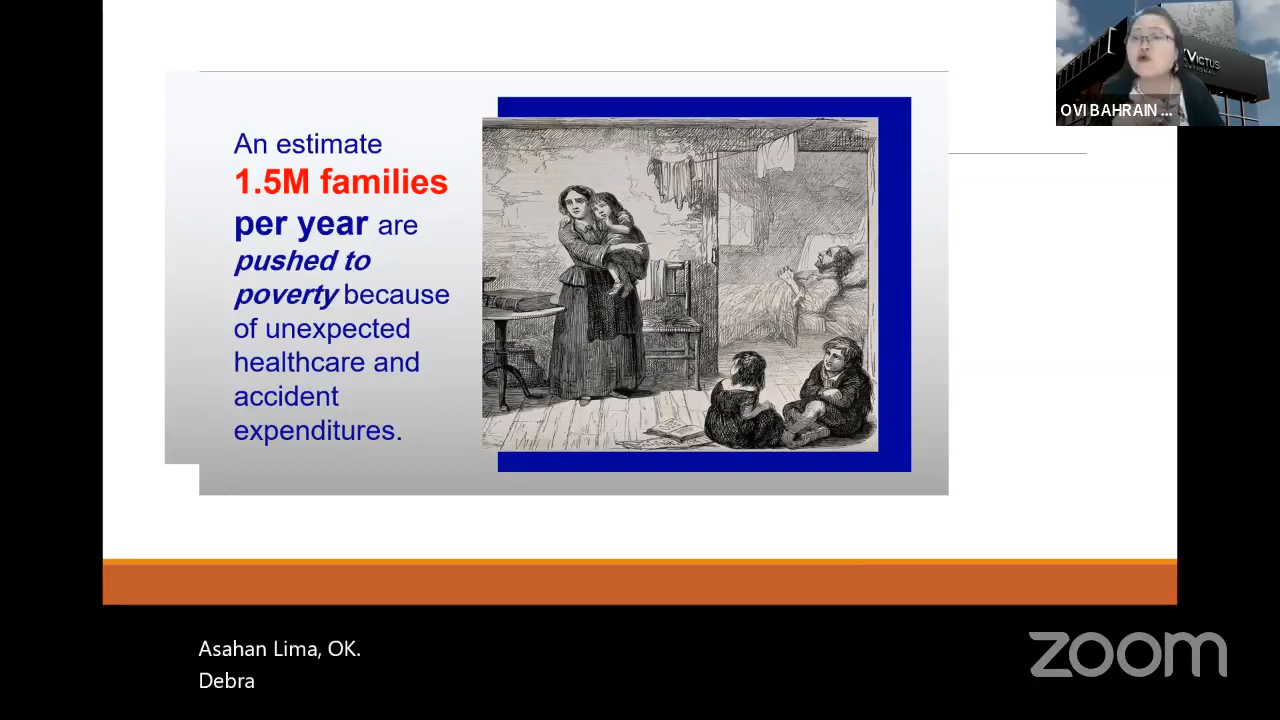 An estimate
1.5M families
per year are
pushed to
poverty because
of unexpected
healthcare and
accident
expenditures.
VICTUS
OVI BAHRAIN ...
Asahan Lima, OK.
Debra
zoom